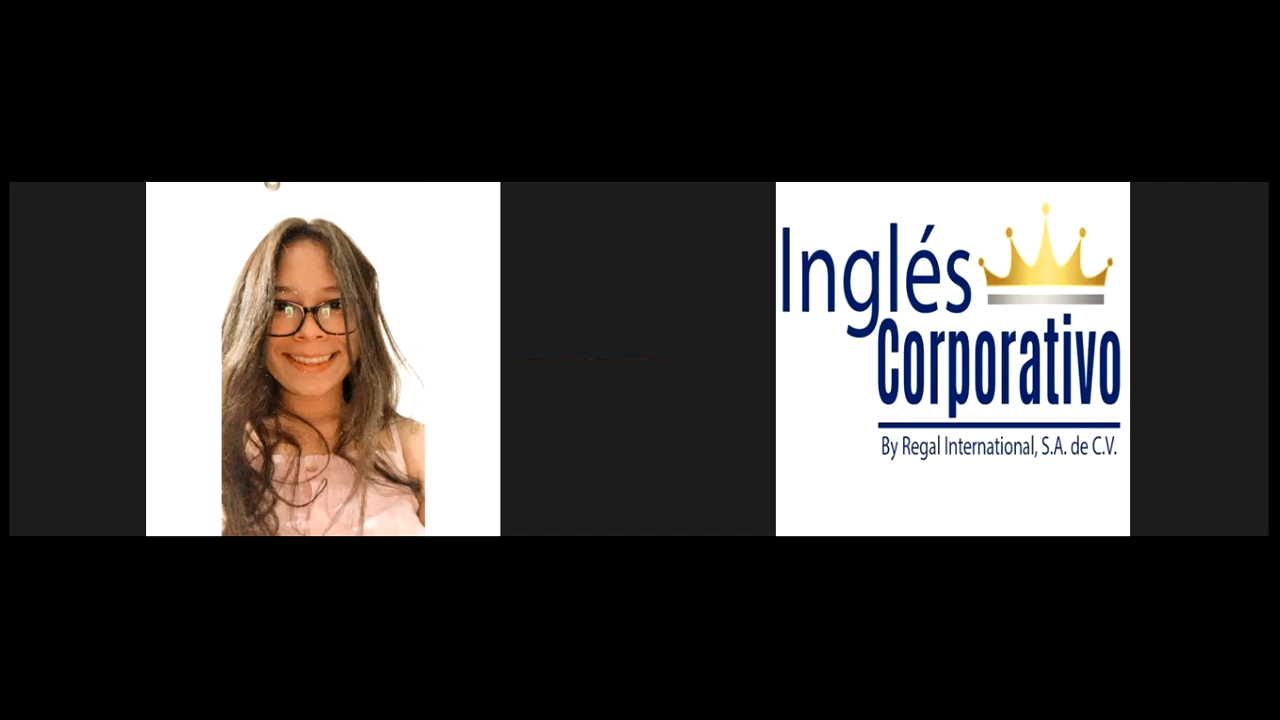 Inglés
Corporativo
By Regal International, S.A. de C.V.